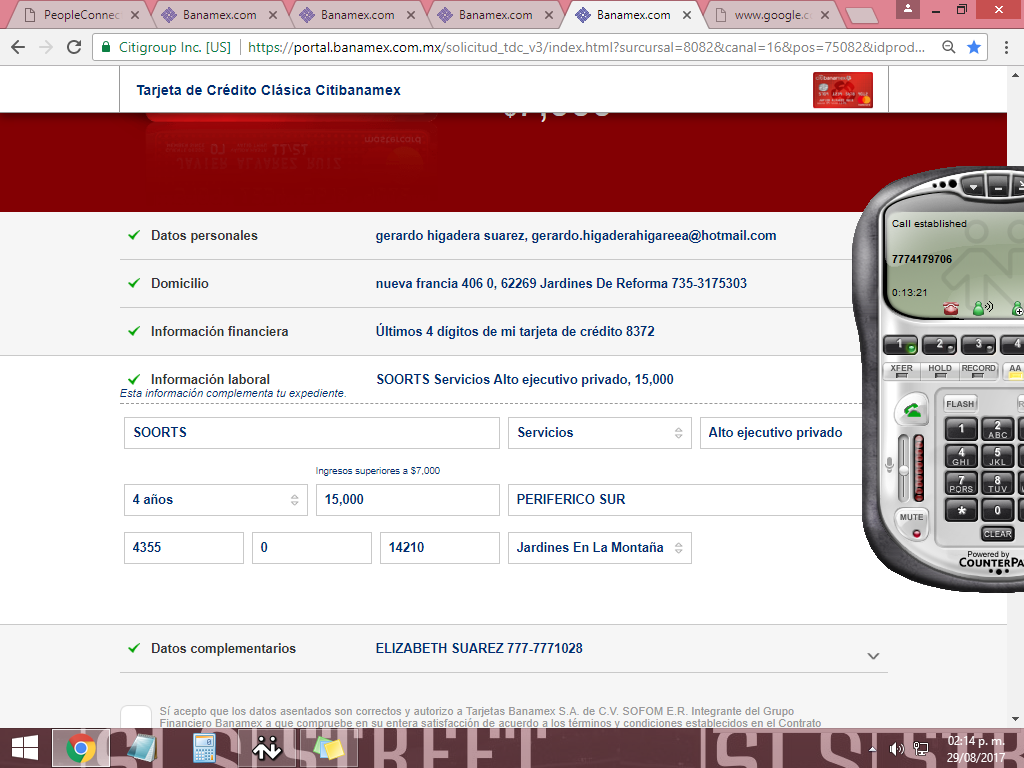 PeopleConnec
Banamex.com
Banamex.com
Banamex.com
Banamex.com
www.google.c
Citigroup Inc. [US]
https://portal.banamex.com.mx/solicitud_tdc_v3/index.html?surcursal=8082&canal=16&pos=75082&idprod...
Tarjeta de Crédito Clásica Citibanamex
Datos personales
gerardo higadera suarez, gerardo.higaderahigareea@hotmail.com
Domicilio
nueva francia 406 0, 62269 Jardines De Reforma 735-3175303
Información financiera
Últimos 4 dígitos de mi tarjeta de crédito 8372
Información laboral
SOORTS Servicios Alto ejecutivo privado, 15,000
Esta información complementa tu expediente.
SOORTS
Servicios
Alto ejecutivo privado
Ingresos superiores a $7,000
4 años
15,000
PERIFERICO SUR
4355
0
14210
Jardines En La Montaña
Datos complementarios
ELIZABETH SUAREZ 777-7771028
Sí acepto que los datos asentados son correctos y autorizo a Tarjetas Banamex S.A. de C.V. SOFOM E.R. Integrante del Grupo
Financiero Banamex a que compruebe en su entera satisfacción de acuerdo a los términos y condiciones establecidos en el Contrato
Call established
7774179706
0:13:21
1
2
3
4
XFER
HOLD
RECORD
AA
FLASH
1
2 ABC
4 GHI
5 JKL
7 PQRS
8 TUV
*
0
MUTE
CLEAR
Powered by
COUNTERPA
STREET
02:14 p. m.
29/08/2017